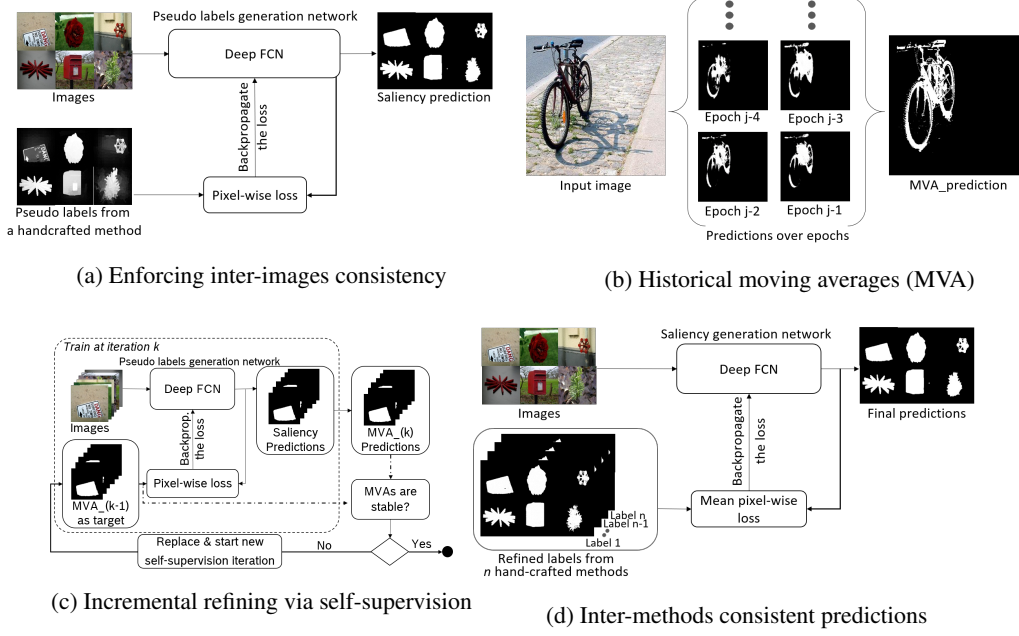 Pseudo labels generation network
Deep FCN
Images
Saliency prediction
Backpropagate
the loss
Pixel-wise loss
Pseudo labels from
a handcrafted method
(a) Enforcing inter-images consistency
Input image
Epoch j-4
Epoch j-3
Epoch j-2
Epoch j-1
Predictions over epochs
MVA_prediction
(b) Historical moving averages (MVA)
Train at iteration k
Pseudo labels generation network
Deep FCN
Images
Backprop.
the loss
Saliency
Predictions
MVA_(k)
Predictions
Pixel-wise loss
MVA_(k-1)
as target
MVAs are
stable?
Replace & start new
self-supervision iteration
No
Yes
(c) Incremental refining via self-supervision
Saliency generation network
Deep FCN
Images
Final predictions
Backpropagate
the loss
Mean pixel-wise
loss
Label n
Label n-1
Label 1
Refined labels from
n hand-crafted methods
(d) Inter-methods consistent predictions